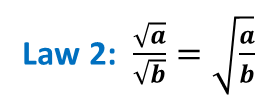 Law 2: √a/√b = √(a/b)